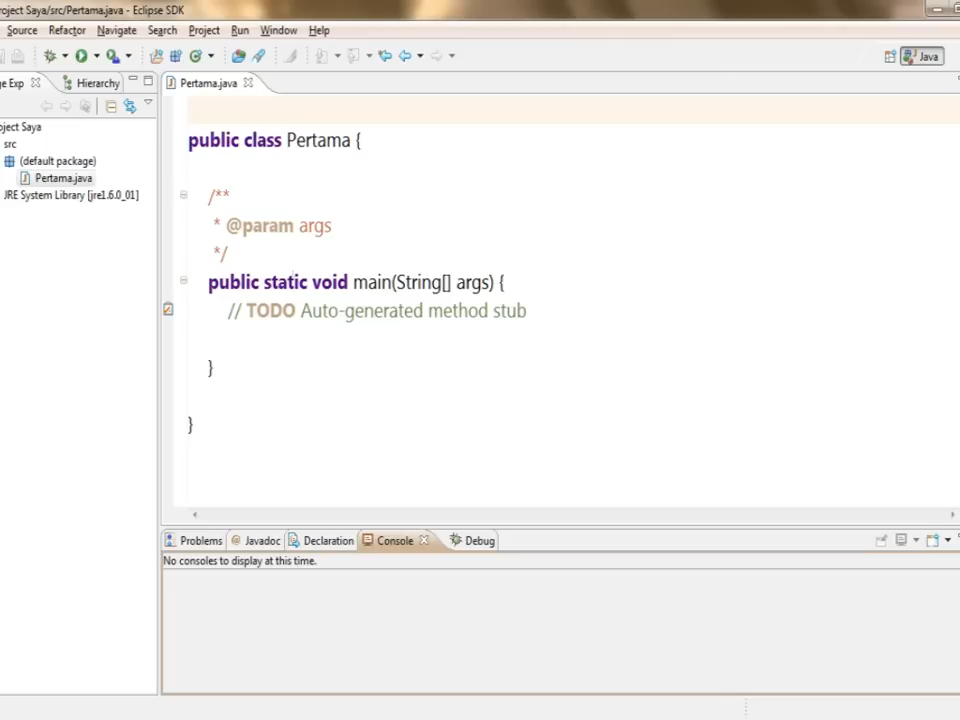 roject Saya/src/Pertama.java - Eclipse SDK
Source Refactor Navigate Search Project Run Window Help
Java
ge Exp Hierarchy
Pertama.java
oject Saya
src
(default package)
Pertama.java
JRE System Library [jre1.6.0_01]
public class Pertama {
/**
* @param args
*/
public static void main(String[] args) {
// TODO Auto-generated method stub
}
}
Problems @ Javadoc Declaration Console Debug
No consoles to display at this time.